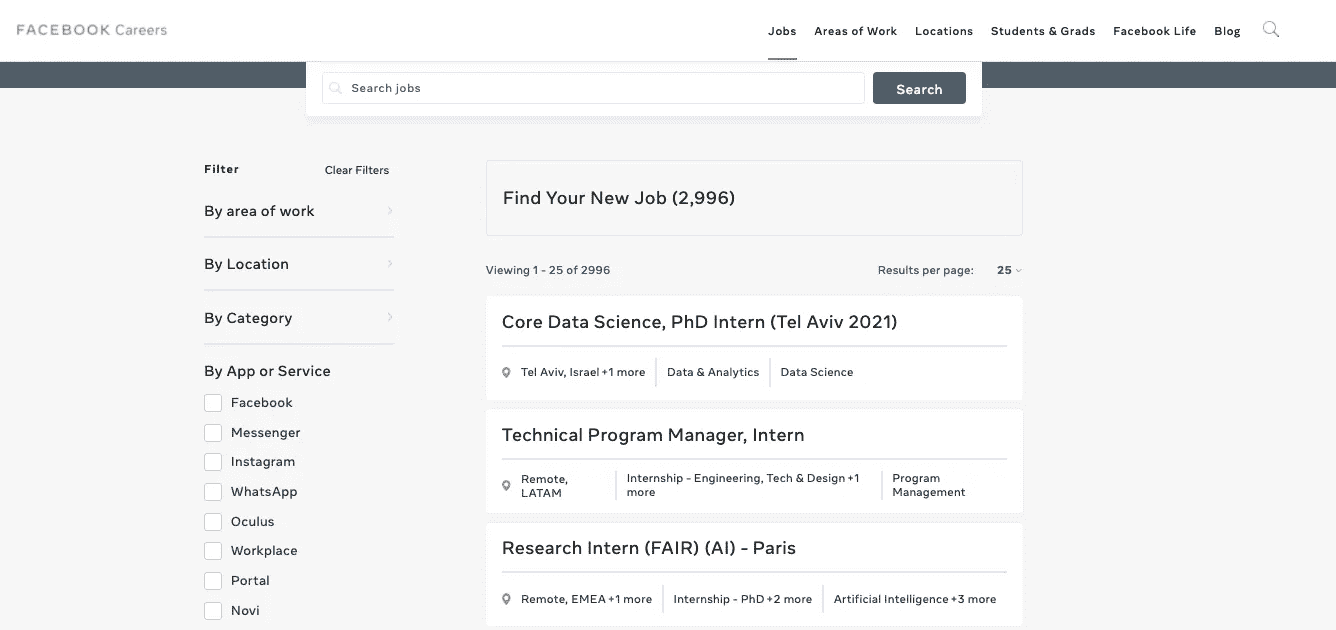 FACEBOOK Careers
Jobs Areas of Work Locations Students & Grads Facebook Life Blog
Search jobs
Search
Filter Clear Filters
By area of work
By Location
By Category
By App or Service
Facebook
Messenger
Instagram
WhatsApp
Oculus
Workplace
Portal
Novi
Find Your New Job (2,996)
Viewing 1 - 25 of 2996 Results per page: 25
Core Data Science, PhD Intern (Tel Aviv 2021)
Tel Aviv, Israel +1 more Data & Analytics Data Science
Technical Program Manager, Intern
Remote,
LATAM
Internship - Engineering, Tech & Design +1
more
Program
Management
Research Intern (FAIR) (AI) - Paris
Remote, EMEA +1 more Internship - PhD +2 more Artificial Intelligence +3 more